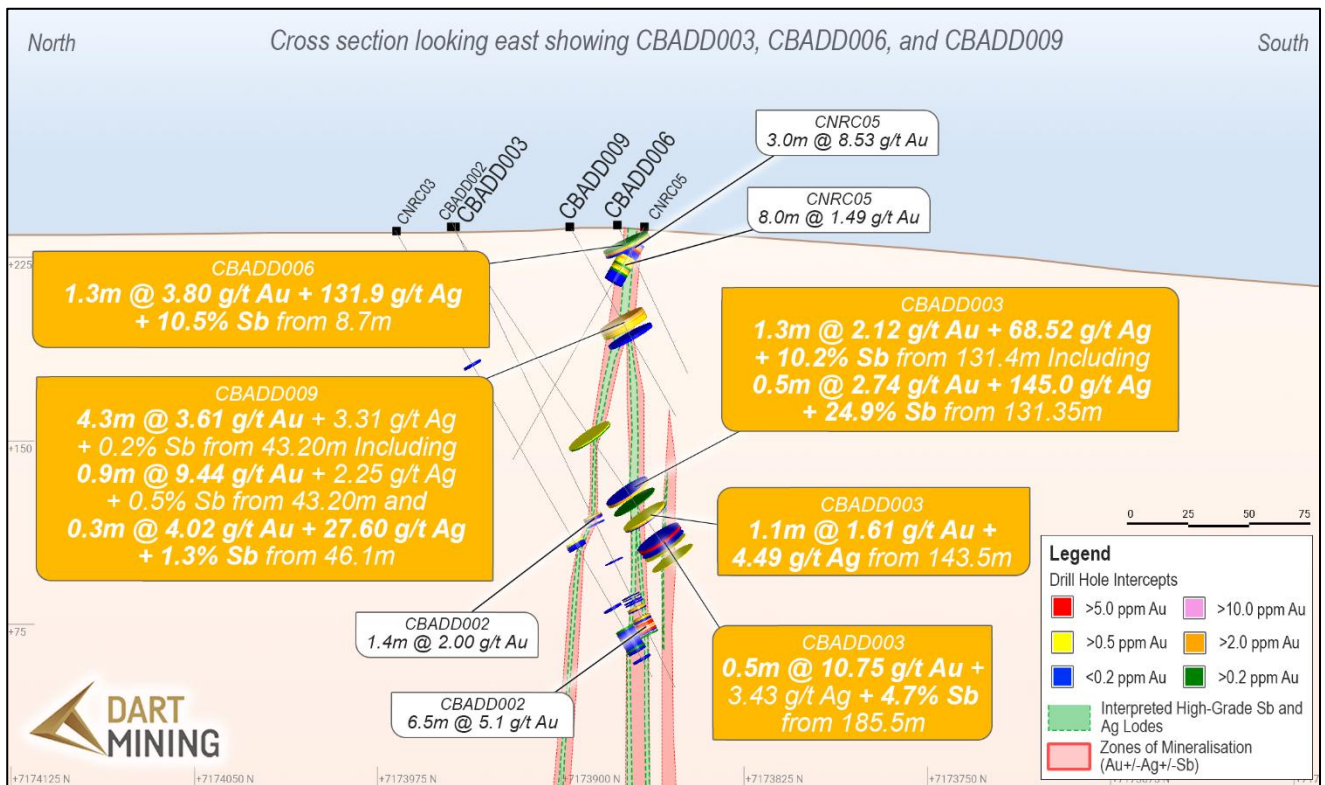 North
Cross section looking east showing CBADD003, CBADD006, and CBADD009
South
CNRC05
3.0m @ 8.53 g/t Au
CNRC05
8.0m @ 1.49 g/t Au
CNRC03
CBADD002
CBADD003
CBADD009
CBADD006
CNRC05
+225
+150
+75
CBADD006
1.3m @ 3.80 g/t Au + 131.9 g/t Ag
+ 10.5% Sb from 8.7m
CBADD009
4.3m @ 3.61 g/t Au + 3.31 g/t Ag
+ 0.2% Sb from 43.20m Including
0.9m @ 9.44 g/t Au + 2.25 g/t Ag
+ 0.5% Sb from 43.20m and
0.3m @ 4.02 g/t Au + 27.60 g/t Ag
+ 1.3% Sb from 46.1m
CBADD003
1.3m @ 2.12 g/t Au + 68.52 g/t Ag
+ 10.2% Sb from 131.4m Including
0.5m @ 2.74 g/t Au + 145.0 g/t Ag
+ 24.9% Sb from 131.35m
CBADD003
1.1m @ 1.61 g/t Au +
4.49 g/t Ag from 143.5m
CBADD002
1.4m @ 2.00 g/t Au
CBADD002
6.5m @ 5.1 g/t Au
CBADD003
0.5m @ 10.75 g/t Au +
3.43 g/t Ag + 4.7% Sb
from 185.5m
0 25 50 75
Legend
Drill Hole Intercepts
>5.0 ppm Au >10.0 ppm Au
>0.5 ppm Au >2.0 ppm Au
<0.2 ppm Au >0.2 ppm Au
Interpreted High-Grade Sb and
Ag Lodes
Zones of Mineralisation
(Au+/-Ag+/-Sb)
DART
MINING
+7174125 N +7174050 N +7173975 N +7173900 N +7173825 N +7173750 N